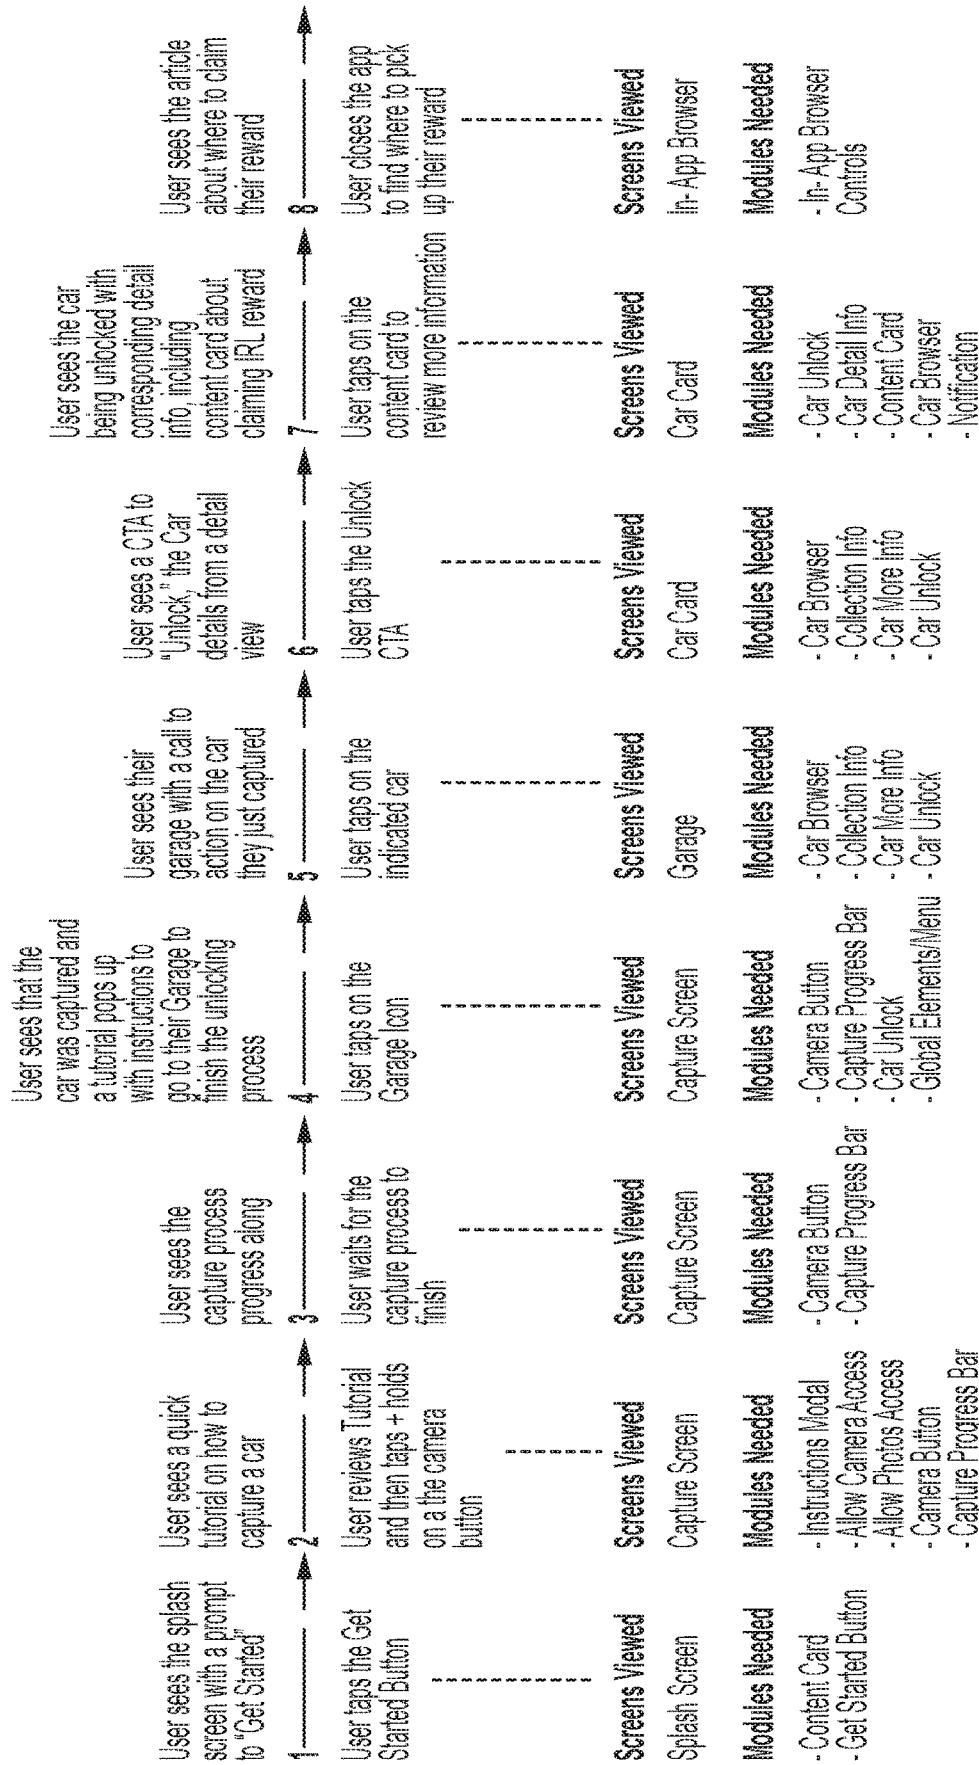 User sees the splash
screen with a prompt
to "Get Started"
1
User taps the Get
Started Button
Screens Viewed
Splash Screen
Modules Needed
- Content Card
- Get Started Button
User sees a quick
tutorial on how to
capture a car
2
User reviews Tutorial
and then taps + holds
on a the camera
button
Screens Viewed
Capture Screen
Modules Needed
- Instructions Modal
- Allow Camera Access
- Allow Photos Access
- Camera Button
- Capture Progress Bar
User sees the
capture process
progress along
3
User waits for the
capture process to
finish
Screens Viewed
Capture Screen
Modules Needed
- Camera Button
- Capture Progress Bar
User sees that the
car was captured and
a tutorial pops up
with instructions to
go to their Garage to
finish the unlocking
process
4
User taps on the
Garage Icon
Screens Viewed
Capture Screen
Modules Needed
- Camera Button
- Capture Progress Bar
- Car Unlock
- Global Elements/Menu
User sees their
garage with a call to
action on the car
they just captured
5
User taps on the
indicated car
Screens Viewed
Garage
Modules Needed
- Car Browser
- Collection Info
- Car More Info
- Car Unlock
User sees a CTA to
"Unlock," the Car
details from a detail
view
6
User taps the Unlock
CTA
Screens Viewed
Car Card
Modules Needed
- Car Browser
- Collection Info
- Car More Info
- Car Unlock
User sees the car
being unlocked with
corresponding detail
info, including
content card about
claiming IRL reward
7
User taps on the
content card to
review more information
Screens Viewed
Car Card
Modules Needed
- Car Unlock
- Car Detail Info
- Content Card
- Car Browser
- Notification
User sees the article
about where to claim
their reward
8
User closes the app
to find where to pick
up their reward
Screens Viewed
In- App Browser
Modules Needed
- In- App Browser
Controls